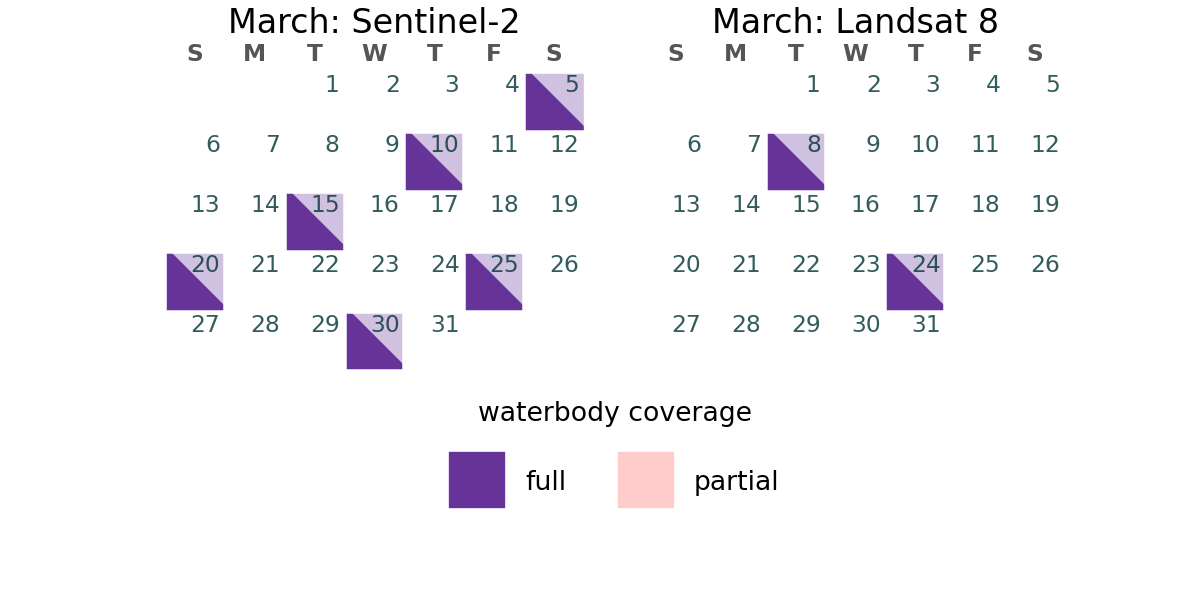 March: Sentinel-2
S M T W T F S
1 2 3 4 5
6 7 8 9 10 11 12
13 14 15 16 17 18 19
20 21 22 23 24 25 26
27 28 29 30 31
March: Landsat 8
S M T W T F S
1 2 3 4 5
6 7 8 9 10 11 12
13 14 15 16 17 18 19
20 21 22 23 24 25 26
27 28 29 30 31
waterbody coverage
full
partial